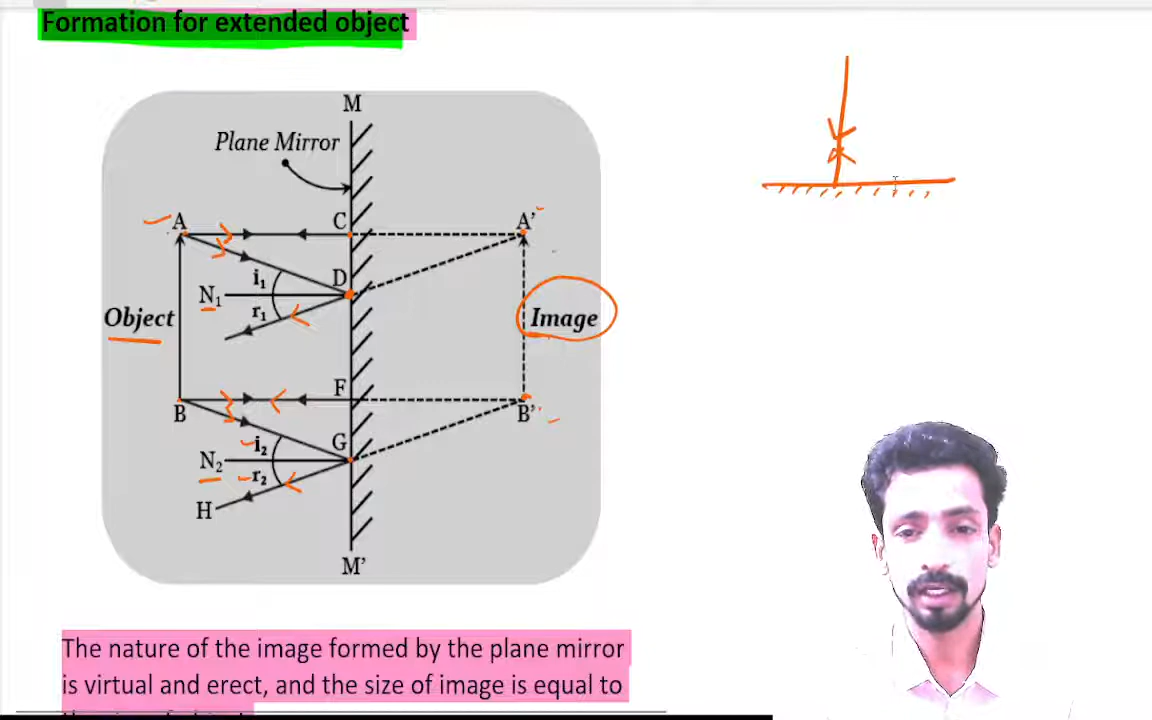 Formation for extended object
M
Plane Mirror
A C A'
D
i₁
N₁
r₁
Object Image
F
B B'
G
i₂
N₂
r₂
H
M'
The nature of the image formed by the plane mirror
is virtual and erect, and the size of image is equal to